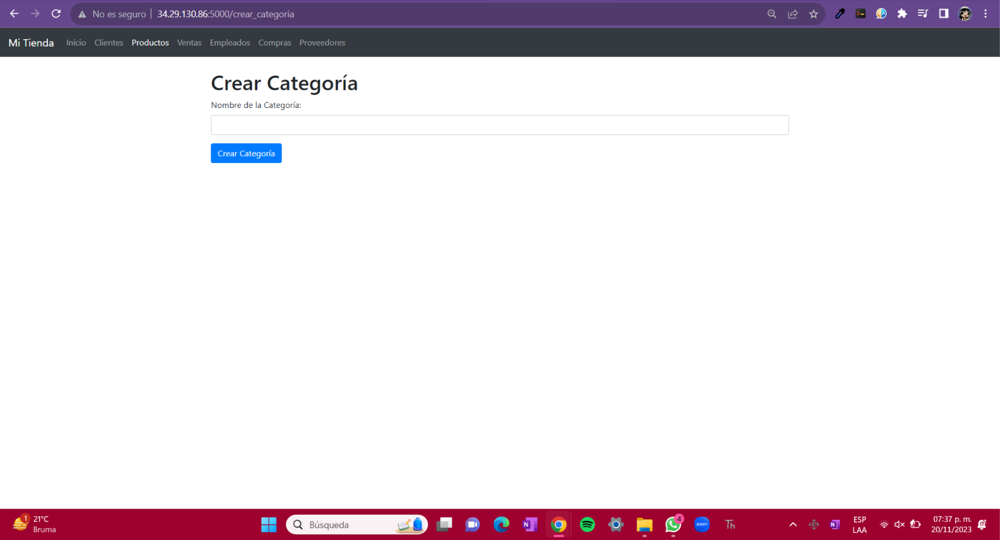 No es seguro | 34.29.130.86:5000/crear_categoria
Mi Tienda Inicio Clientes Productos Ventas Empleados Compras Proveedores
Crear Categoría
Nombre de la Categoría:
Crear Categoría
1 21°C
Bruma
Búsqueda
N
4
zoom
Th
N
ESP
LAA
07:37 p. m.
20/11/2023